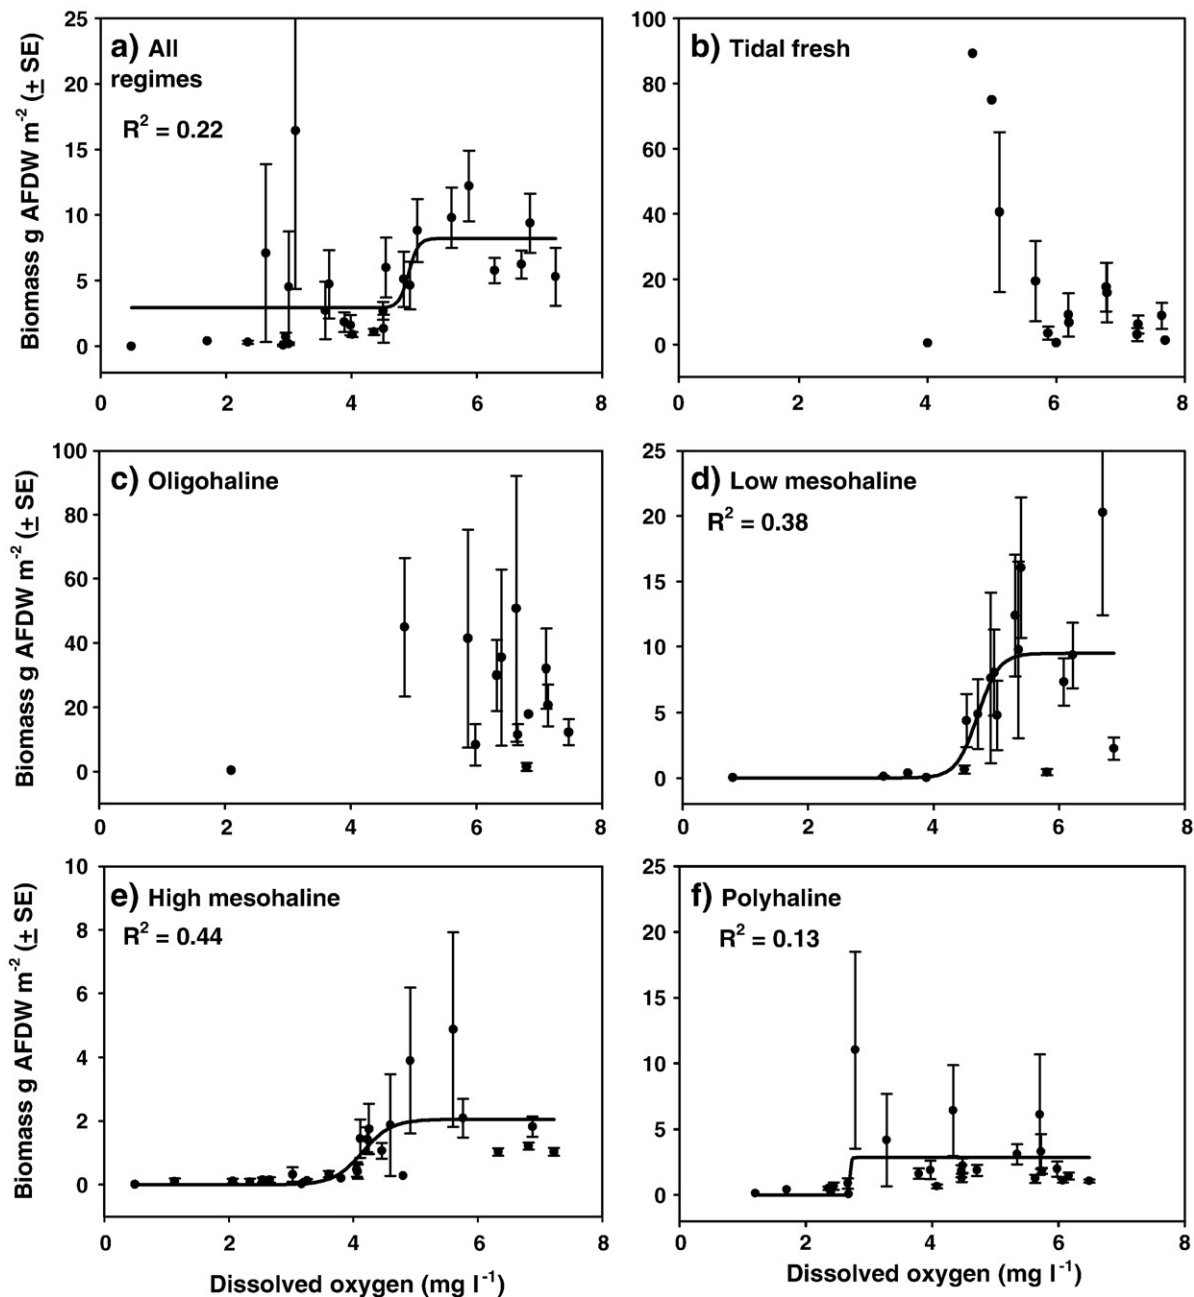 a) All
regimes
R² = 0.22
Biomass g AFDW m⁻² (± SE)
25
20
15
10
5
0
0 2 4 6 8
b) Tidal fresh
100
80
60
40
20
0
0 2 4 6 8
c) Oligohaline
Biomass g AFDW m⁻² (± SE)
100
80
60
40
20
0
0 2 4 6 8
d) Low mesohaline
R² = 0.38
25
20
15
10
5
0
0 2 4 6 8
e) High mesohaline
R² = 0.44
Biomass g AFDW m⁻² (± SE)
10
8
6
4
2
0
0 2 4 6 8
Dissolved oxygen (mg l⁻¹)
f) Polyhaline
R² = 0.13
25
20
15
10
5
0
0 2 4 6 8
Dissolved oxygen (mg l⁻¹)